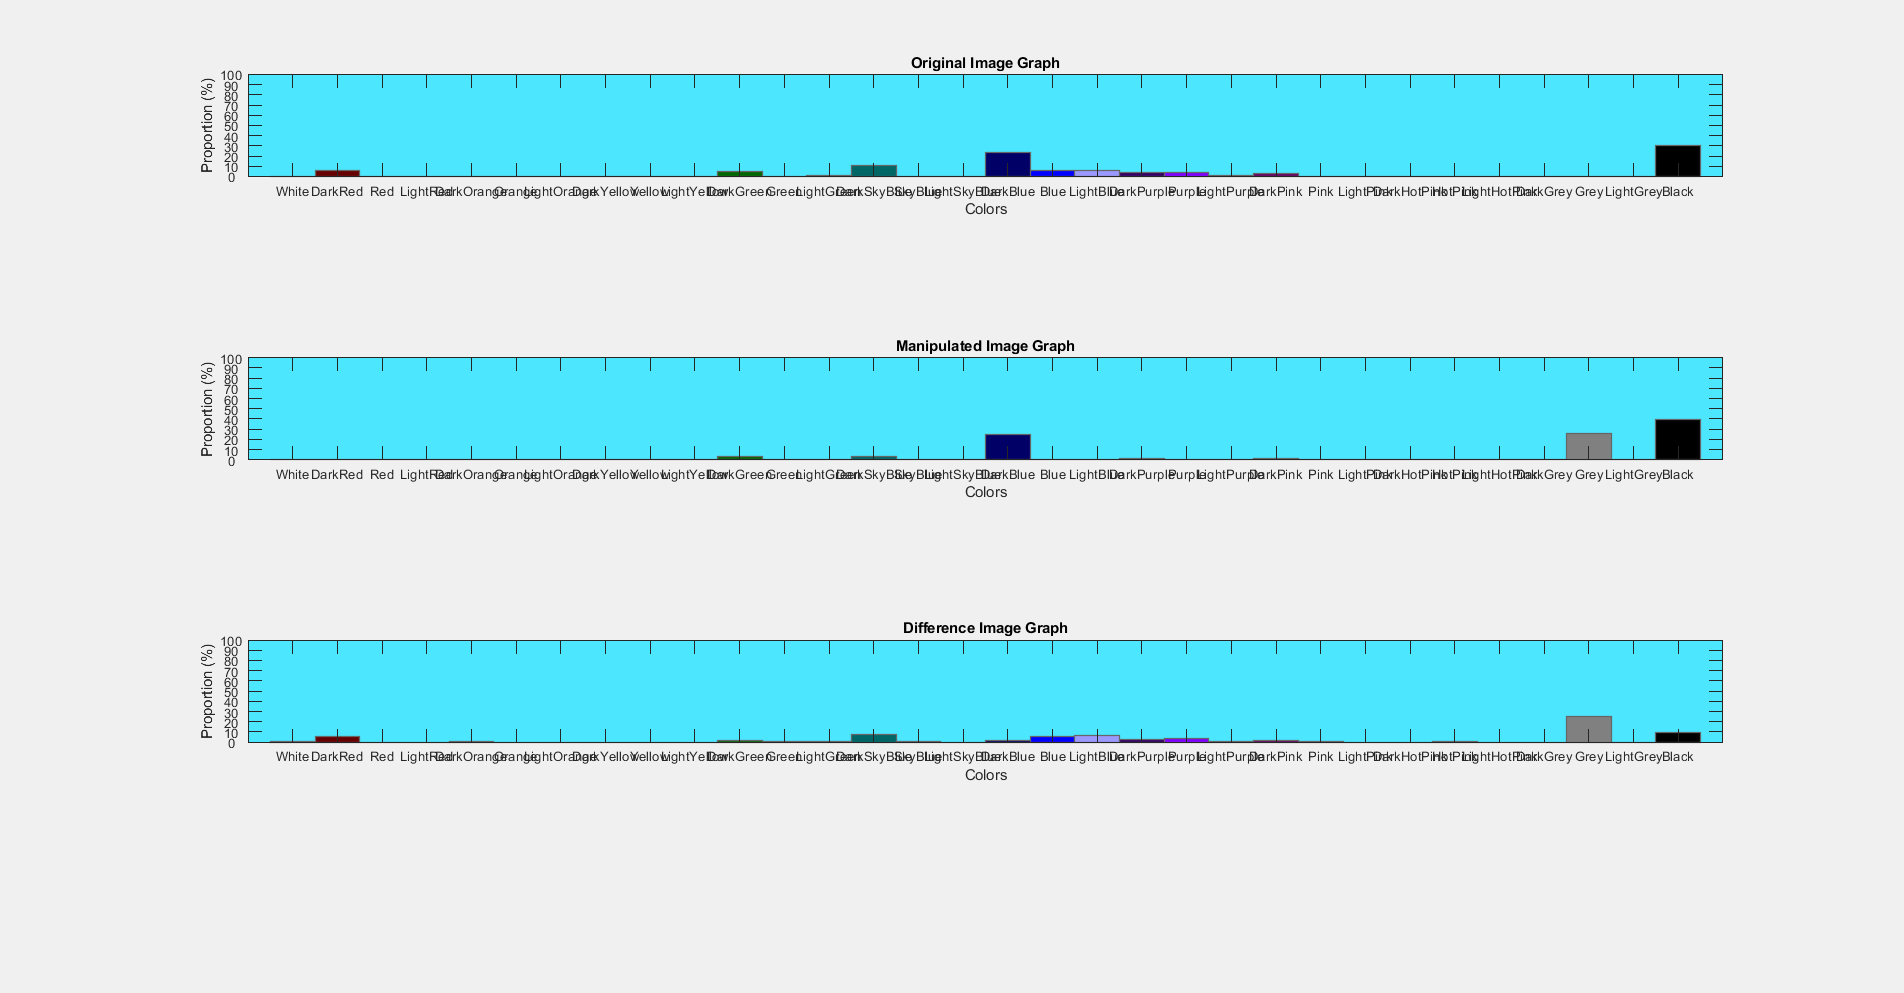 Original Image Graph
Proportion (%)
100
90
80
70
60
50
40
30
20
10
0
White DarkRed Red LightRed DarkOrange Orange LightOrange DarkYellow Yellow LightYellow DarkGreen Green LightGreen DarkSkyBlue SkyBlue LightSkyBlue DarkBlue Blue LightBlue DarkPurple Purple LightPurple DarkPink Pink LightPink DarkHotPink HotPink LightHotPink DarkGrey Grey LightGrey Black
Colors
Manipulated Image Graph
Proportion (%)
100
90
80
70
60
50
40
30
20
10
0
White DarkRed Red LightRed DarkOrange Orange LightOrange DarkYellow Yellow LightYellow DarkGreen Green LightGreen DarkSkyBlue SkyBlue LightSkyBlue DarkBlue Blue LightBlue DarkPurple Purple LightPurple DarkPink Pink LightPink DarkHotPink HotPink LightHotPink DarkGrey Grey LightGrey Black
Colors
Difference Image Graph
Proportion (%)
100
90
80
70
60
50
40
30
20
10
0
White DarkRed Red LightRed DarkOrange Orange LightOrange DarkYellow Yellow LightYellow DarkGreen Green LightGreen DarkSkyBlue SkyBlue LightSkyBlue DarkBlue Blue LightBlue DarkPurple Purple LightPurple DarkPink Pink LightPink DarkHotPink HotPink LightHotPink DarkGrey Grey LightGrey Black
Colors